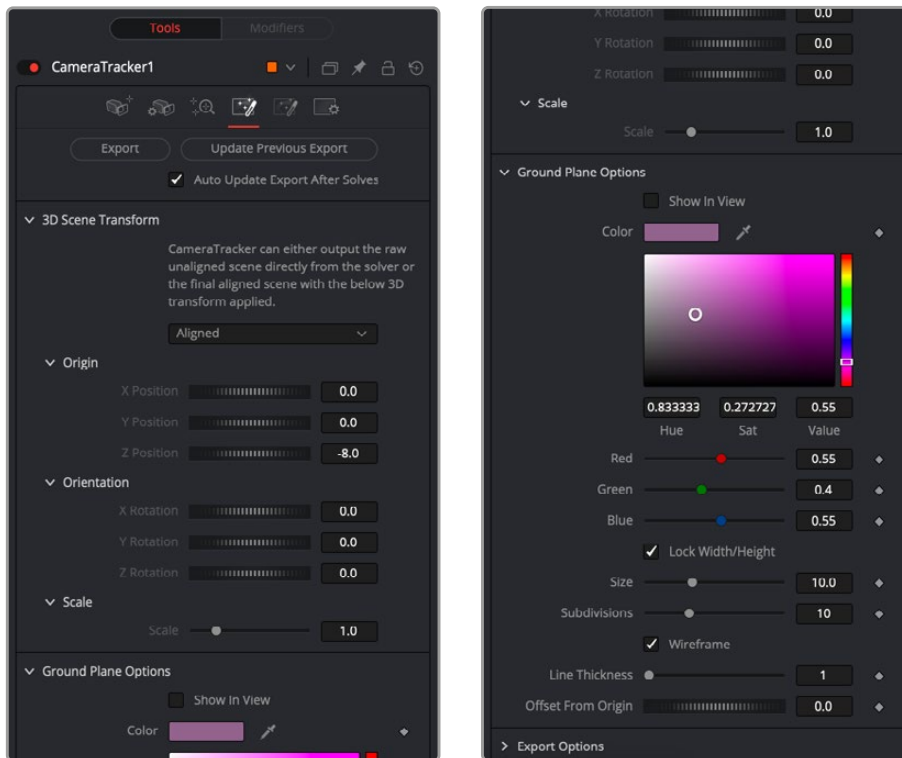 Tools Modifiers
CameraTracker1
Export Update Previous Export
Auto Update Export After Solves
3D Scene Transform
CameraTracker can either output the raw
unaligned scene directly from the solver or
the final aligned scene with the below 3D
transform applied.
Aligned
Origin
X Position 0.0
Y Position 0.0
Z Position -8.0
Orientation
X Rotation 0.0
Y Rotation 0.0
Z Rotation 0.0
Scale
Scale 1.0
Ground Plane Options
Show In View
Color
X Rotation 0.0
Y Rotation 0.0
Z Rotation 0.0
Scale
Scale 1.0
Ground Plane Options
Show In View
Color
0.833333 0.272727 0.55
Hue Sat Value
Red 0.55
Green 0.4
Blue 0.55
Lock Width/Height
Size 10.0
Subdivisions 10
Wireframe
Line Thickness 1
Offset From Origin 0.0
Export Options